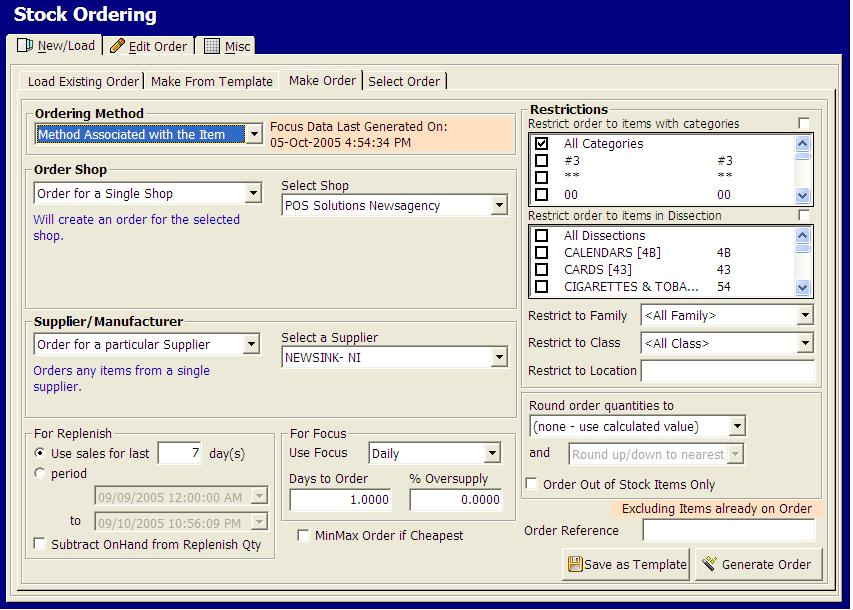 Stock Ordering
New/Load
Edit Order
Misc
Load Existing Order
Make From Template
Make Order
Select Order
Ordering Method
Method Associated with the Item
Focus Data Last Generated On:
05-Oct-2005 4:54:34 PM
Order Shop
Order for a Single Shop
Select Shop
POS Solutions Newsagency
Will create an order for the selected
shop.
Supplier/Manufacturer
Order for a particular Supplier
Select a Supplier
NEWSINK- NI
Orders any items from a single
supplier.
For Replenish
Use sales for last 7 day(s)
period
09/09/2005 12:00:00 AM
to 09/10/2005 10:56:09 PM
Subtract OnHand from Replenish Qty
For Focus
Use Focus Daily
Days to Order
% Oversupply
1.0000
0.0000
MinMax Order if Cheapest
Restrictions
Restrict order to items with categories
All Categories
#3 #3
** **
00 00
Restrict order to items in Dissection
All Dissections
CALENDARS [4B] 4B
CARDS [43] 43
CIGARETTES & TOBA... 54
Restrict to Family <All Family>
Restrict to Class <All Class>
Restrict to Location
Round order quantities to
(none - use calculated value)
and Round up/down to nearest
Order Out of Stock Items Only
Excluding Items already on Order
Order Reference
Save as Template
Generate Order